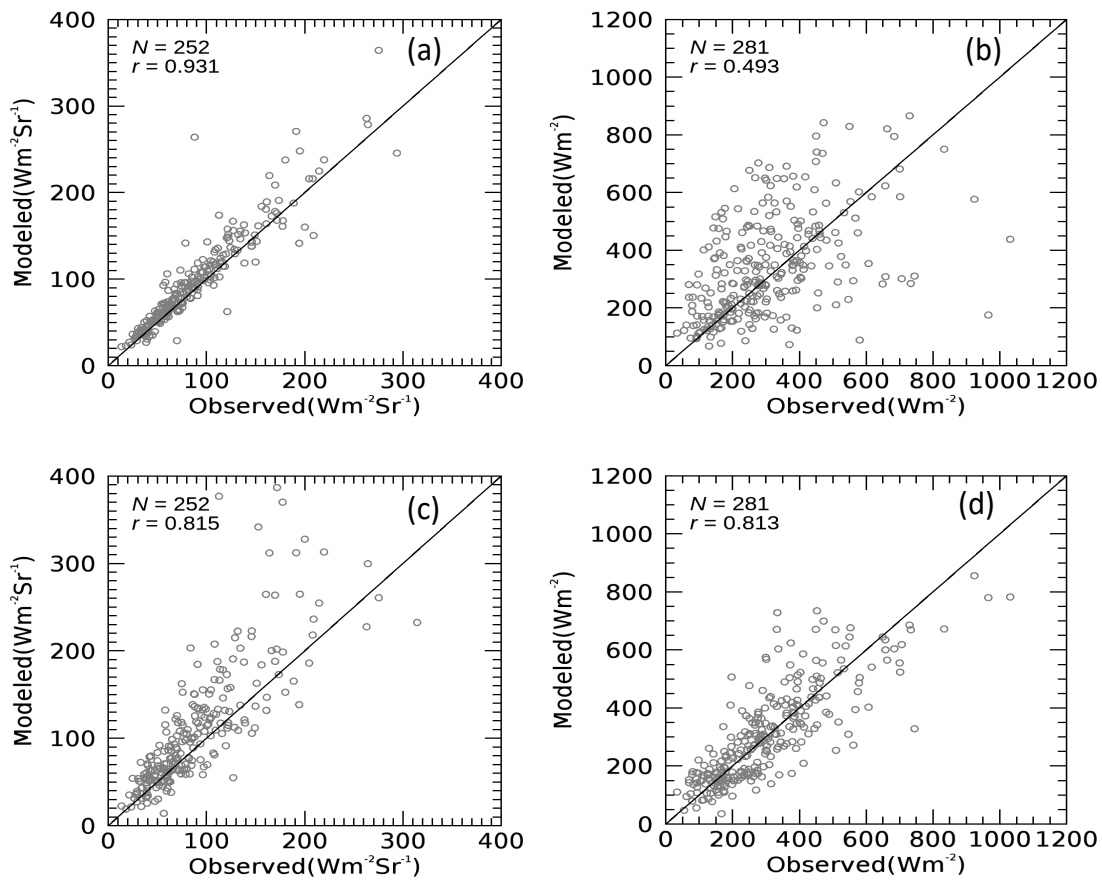 400
300
200
100
0
Modeled(Wm⁻²Sr⁻¹)
N = 252
r = 0.931
(a)
0 100 200 300 400
Observed(Wm⁻²Sr⁻¹)
1200
1000
800
600
400
200
0
Modeled(Wm⁻²)
N = 281
r = 0.493
(b)
0 200 400 600 800 1000 1200
Observed(Wm⁻²)
400
300
200
100
0
Modeled(Wm⁻²Sr⁻¹)
N = 252
r = 0.815
(c)
0 100 200 300 400
Observed(Wm⁻²Sr⁻¹)
1200
1000
800
600
400
200
0
Modeled(Wm⁻²)
N = 281
r = 0.813
(d)
0 200 400 600 800 1000 1200
Observed(Wm⁻²)